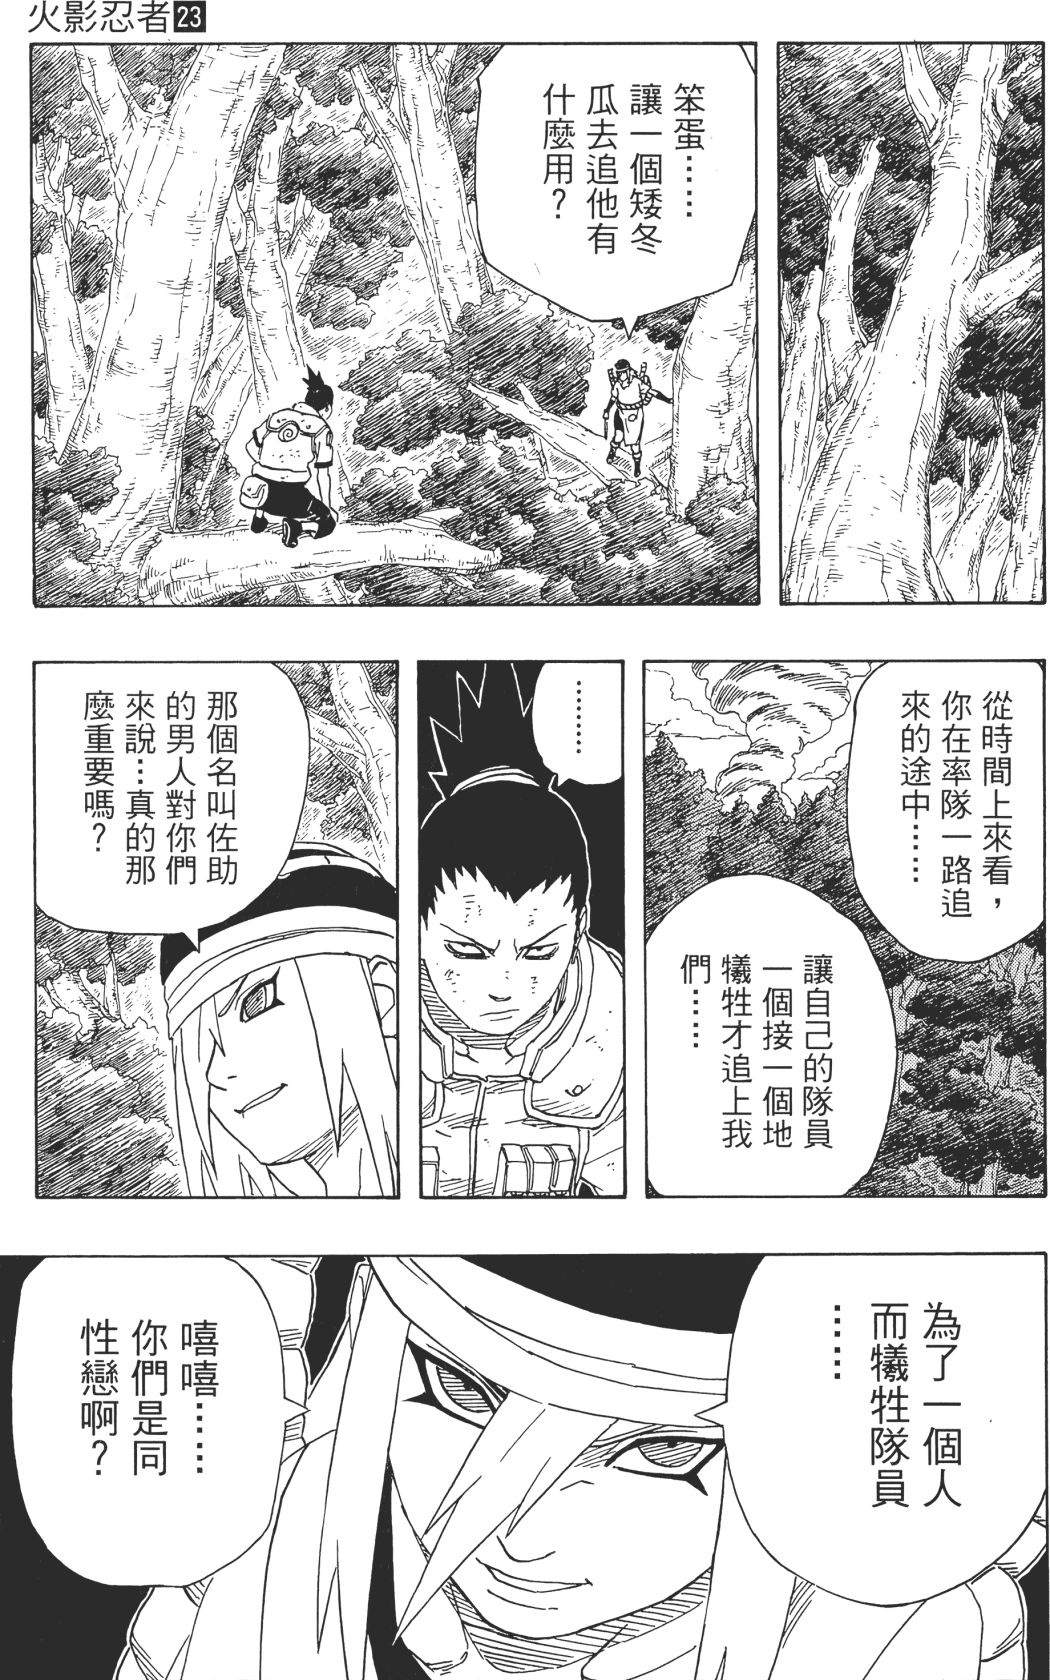 火影忍者23
笨蛋……
讓一個矮冬
瓜去追他有
什麼用?
從時間上來看，
你在率隊一路追
來的途中……
讓自己的隊員
一個接一個地
犧牲才追上我
們……
………
那個名叫佐助
的男人對你們
來說…真的那
麼重要嗎?
為了一個人
而犧牲隊員
……
嘻嘻……
你們是同
性戀啊?